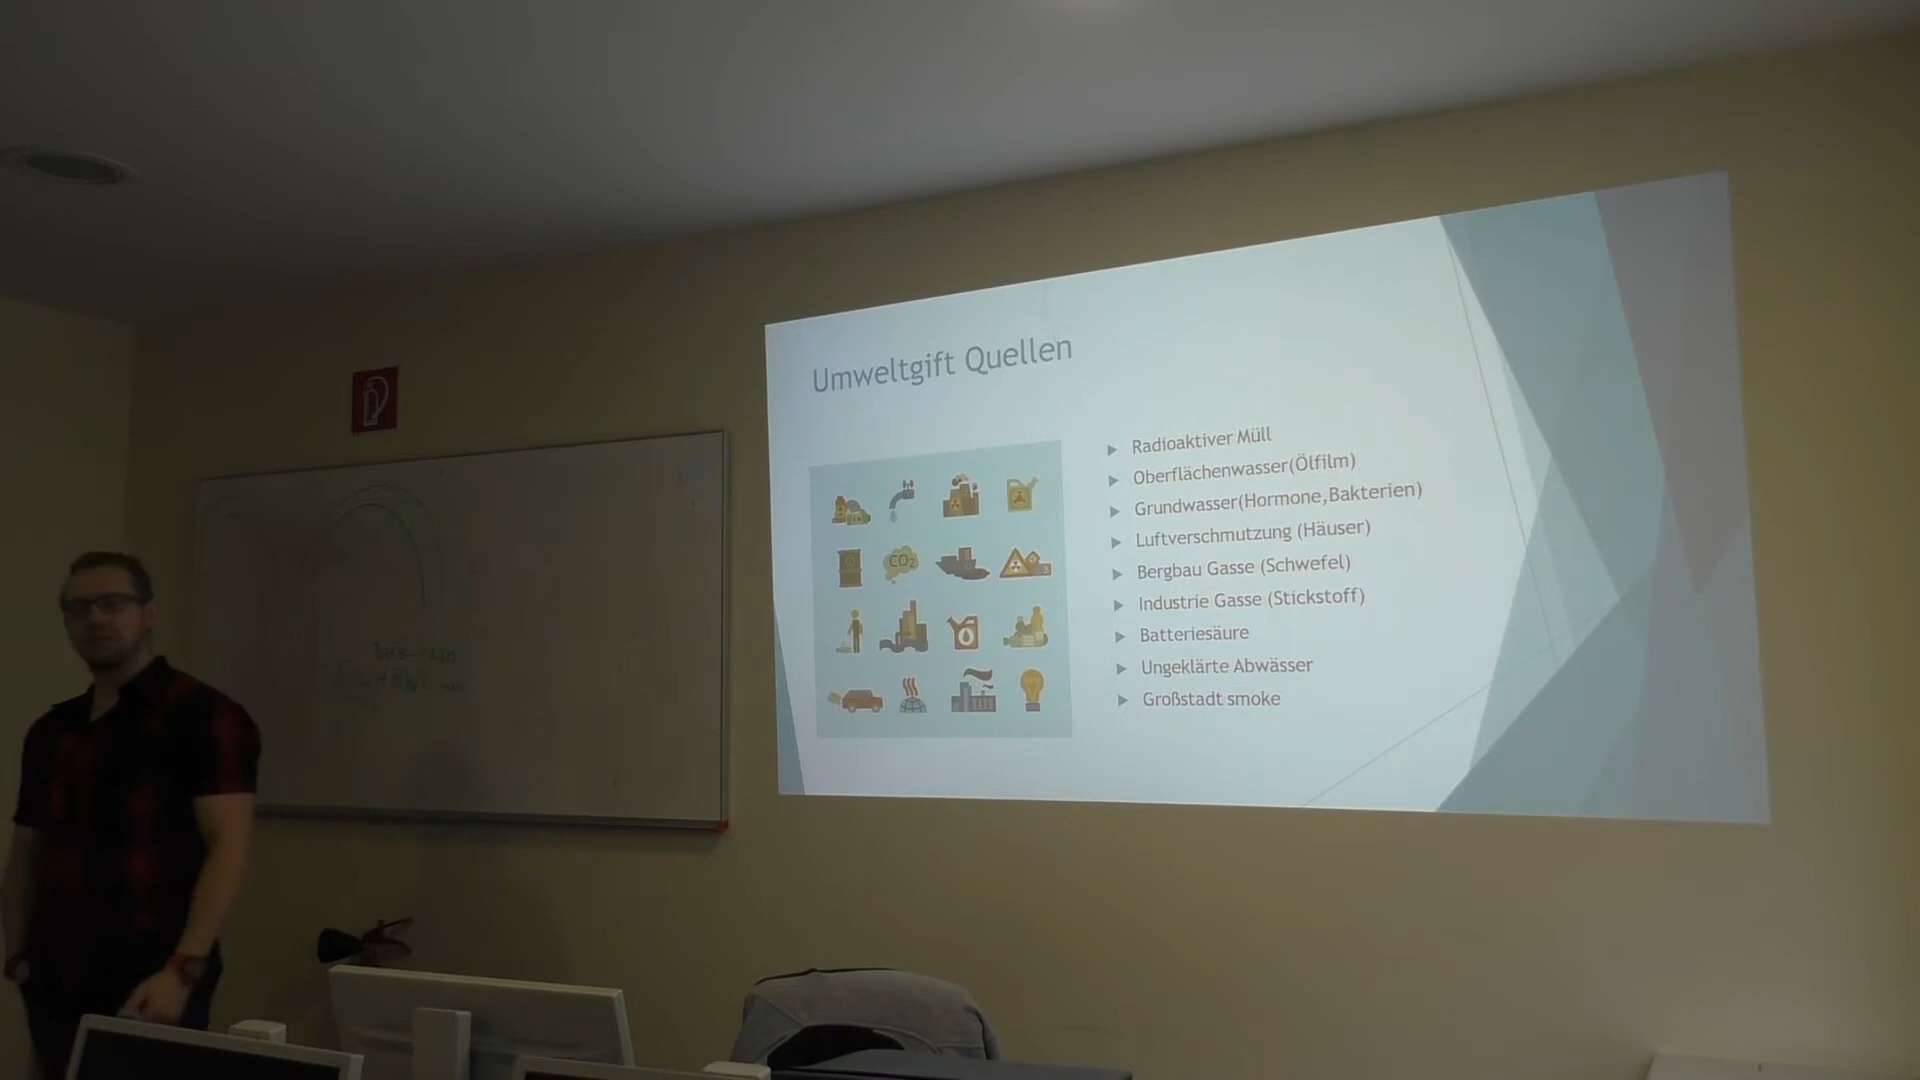 Umweltgift Quellen
CO₂
Radioaktiver Müll
Oberflächenwasser(Ölfilm)
Grundwasser(Hormone,Bakterien)
Luftverschmutzung (Häuser)
Bergbau Gasse (Schwefel)
Industrie Gasse (Stickstoff)
Batteriesäure
Ungeklärte Abwässer
Großstadt smoke